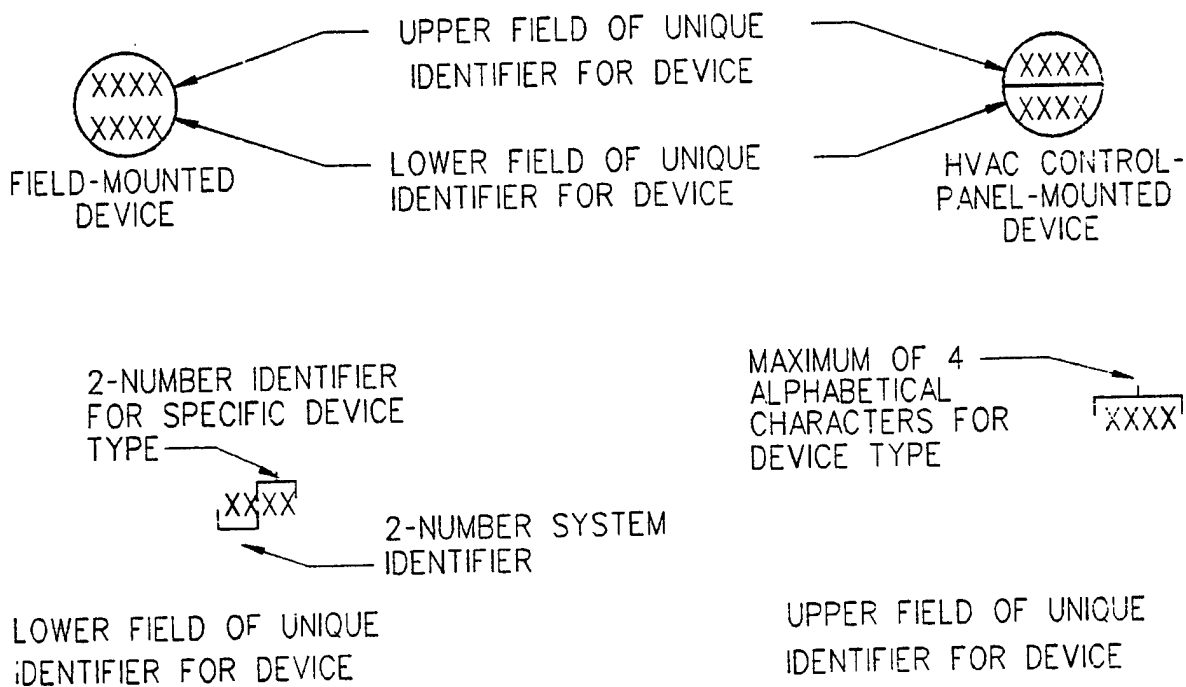 UPPER FIELD OF UNIQUE
IDENTIFIER FOR DEVICE
XXXX
XXXX
XXXX
XXXX
LOWER FIELD OF UNIQUE
IDENTIFIER FOR DEVICE
FIELD-MOUNTED
DEVICE
HVAC CONTROL-
PANEL-MOUNTED
DEVICE
2-NUMBER IDENTIFIER
FOR SPECIFIC DEVICE
TYPE
XXXX
2-NUMBER SYSTEM
IDENTIFIER
MAXIMUM OF 4
ALPHABETICAL
CHARACTERS FOR
DEVICE TYPE
XXXX
LOWER FIELD OF UNIQUE
IDENTIFIER FOR DEVICE
UPPER FIELD OF UNIQUE
IDENTIFIER FOR DEVICE